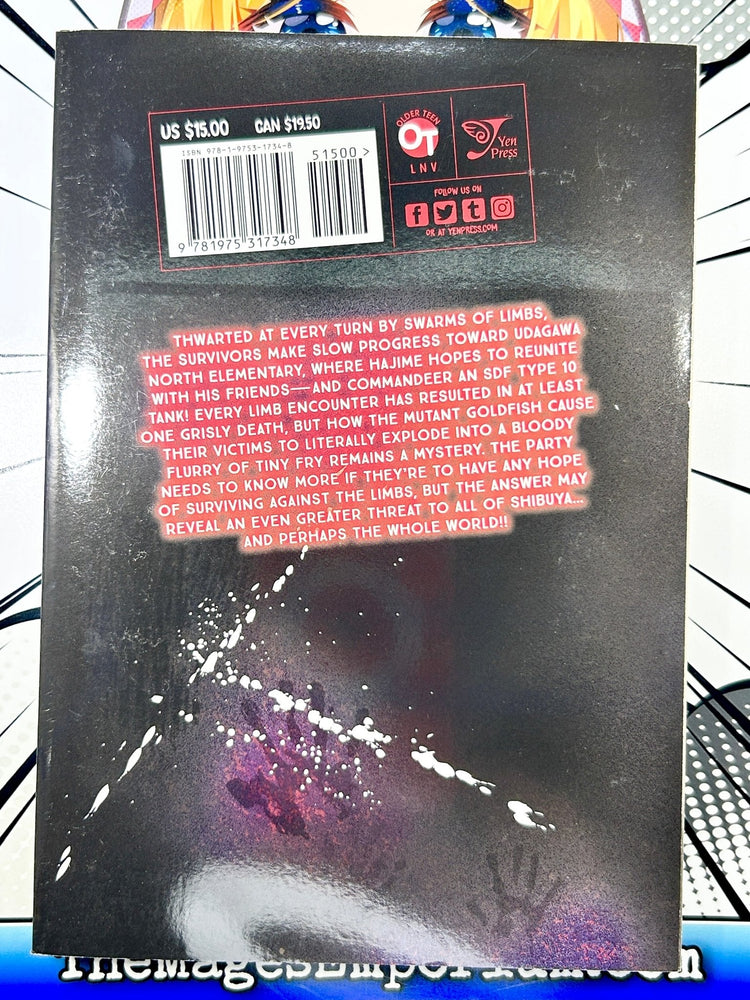 US $15.00 CAN $19.50
ISBN 978-1-9753-1734-8
51500 >
9 781975 317348
OLDER TEEN
OT
LNV
Yen
Press
FOLLOW US ON
f t
OR AT YENPRESS.COM
THWARTED AT EVERY TURN BY SWARMS OF LIMBS,
THE SURVIVORS MAKE SLOW PROGRESS TOWARD UDAGAWA
NORTH ELEMENTARY, WHERE HAJIME HOPES TO REUNITE
WITH HIS FRIENDS—AND COMMANDEER AN SDF TYPE 10
TANK! EVERY LIMB ENCOUNTER HAS RESULTED IN AT LEAST
ONE GRISLY DEATH, BUT HOW THE MUTANT GOLDFISH CAUSE
THEIR VICTIMS TO LITERALLY EXPLODE INTO A BLOODY
FLURRY OF TINY FRY REMAINS A MYSTERY. THE PARTY
NEEDS TO KNOW MORE IF THEY'RE TO HAVE ANY HOPE
OF SURVIVING AGAINST THE LIMBS, BUT THE ANSWER MAY
REVEAL AN EVEN GREATER THREAT TO ALL OF SHIBUYA...
AND PERHAPS THE WHOLE WORLD!!
TheMagesEmporium.com